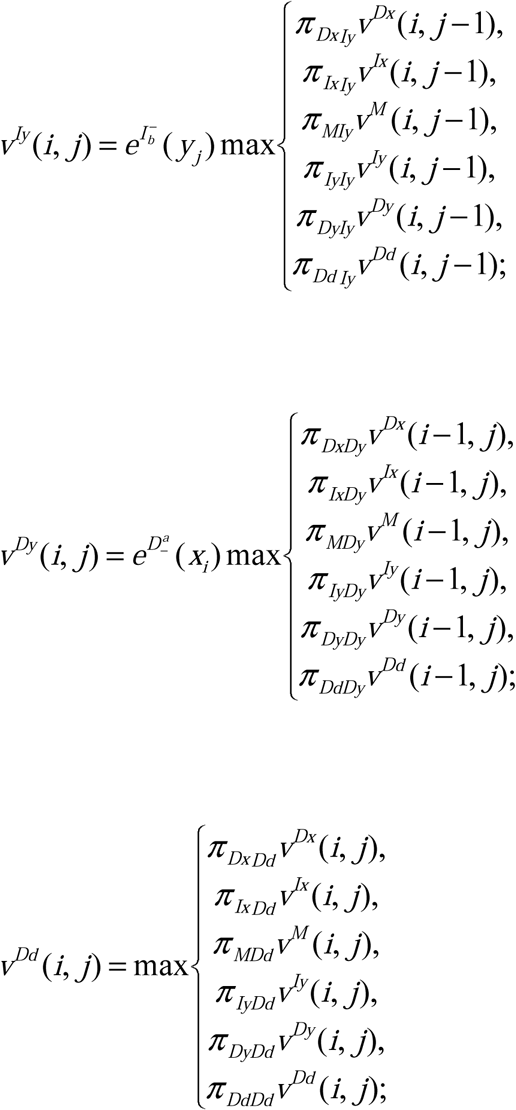 π_{DxIy} v^{Dx}(i, j−1),
π_{IxIy} v^{Ix}(i, j−1),
π_{MIy} v^{M}(i, j−1),
v^{Iy}(i, j) = e^{I_b^−}(y_j) max {
π_{IyIy} v^{Iy}(i, j−1),
π_{DyIy} v^{Dy}(i, j−1),
π_{DdIy} v^{Dd}(i, j−1);
π_{DxDy} v^{Dx}(i−1, j),
π_{IxDy} v^{Ix}(i−1, j),
π_{MDy} v^{M}(i−1, j),
v^{Dy}(i, j) = e^{D_−^a}(x_i) max {
π_{IyDy} v^{Iy}(i−1, j),
π_{DyDy} v^{Dy}(i−1, j),
π_{DdDy} v^{Dd}(i−1, j);
π_{DxDd} v^{Dx}(i, j),
π_{IxDd} v^{Ix}(i, j),
π_{MDd} v^{M}(i, j),
v^{Dd}(i, j) = max {
π_{IyDd} v^{Iy}(i, j),
π_{DyDd} v^{Dy}(i, j),
π_{DdDd} v^{Dd}(i, j);